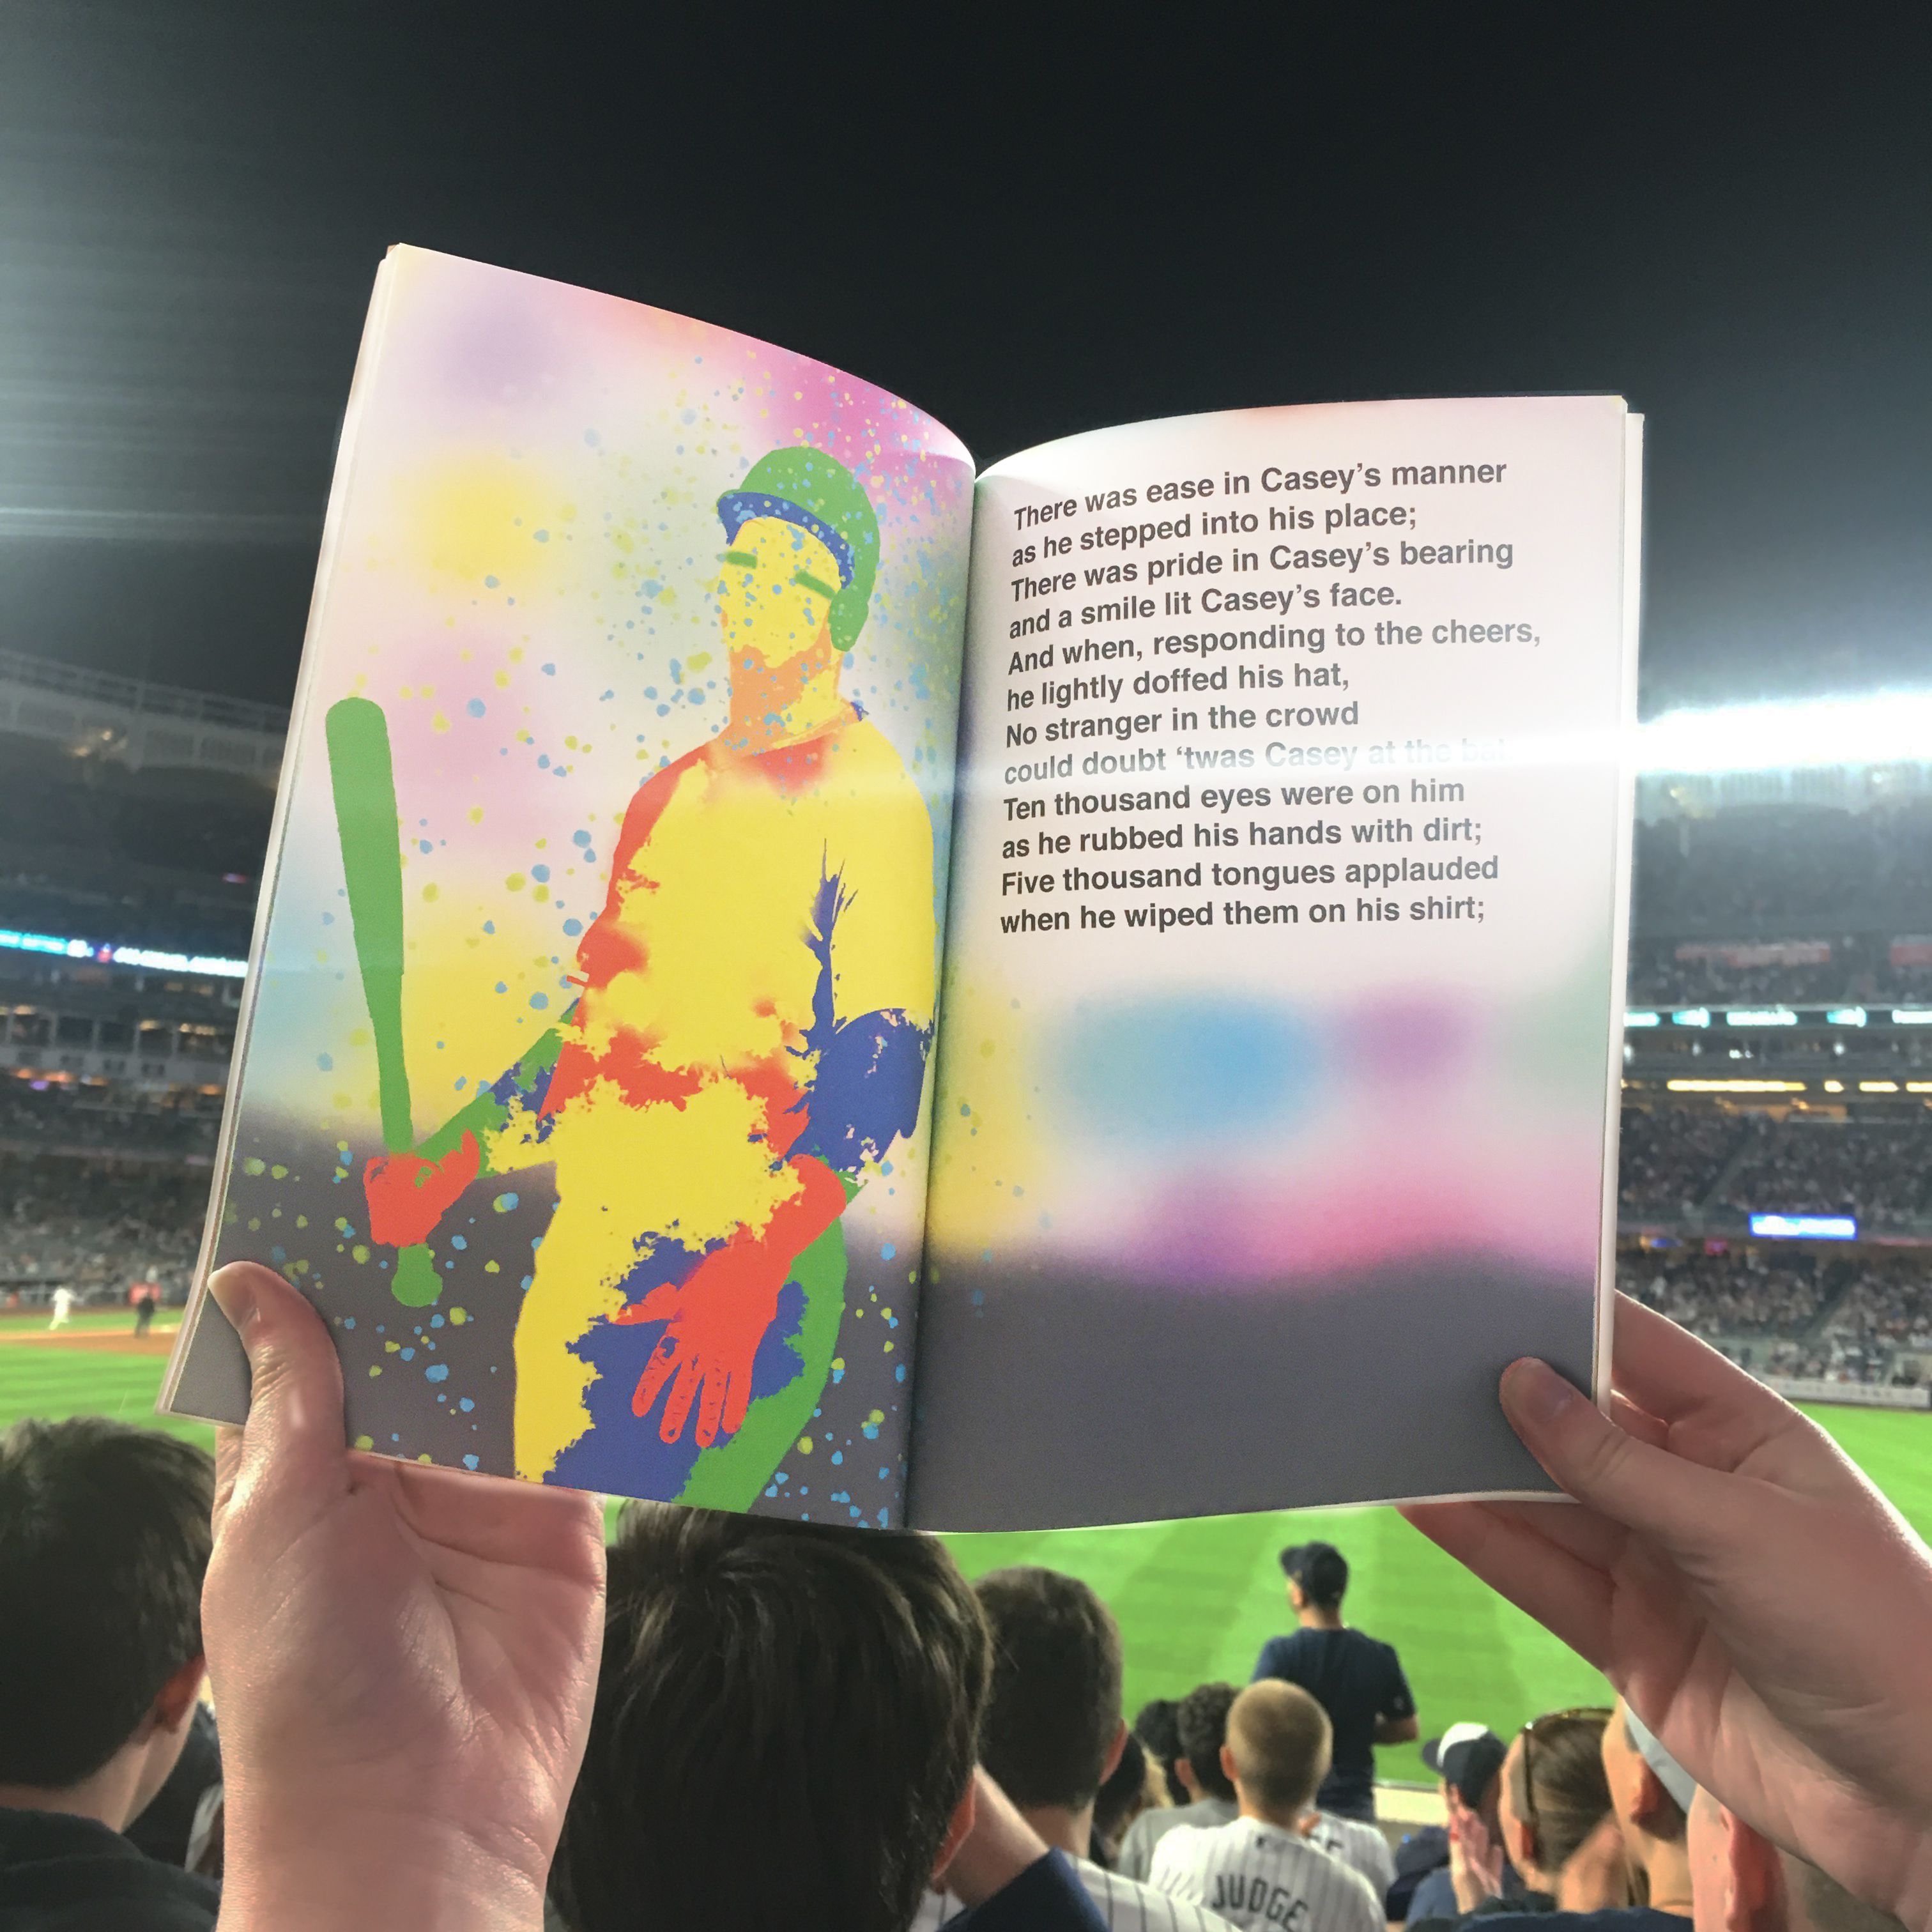 There was ease in Casey's manner
as he stepped into his place;
There was pride in Casey's bearing
and a smile lit Casey's face.
And when, responding to the cheers,
he lightly doffed his hat,
No stranger in the crowd
could doubt ‘twas Casey at the bat.
Ten thousand eyes were on him
as he rubbed his hands with dirt;
Five thousand tongues applauded
when he wiped them on his shirt;
JUDGE